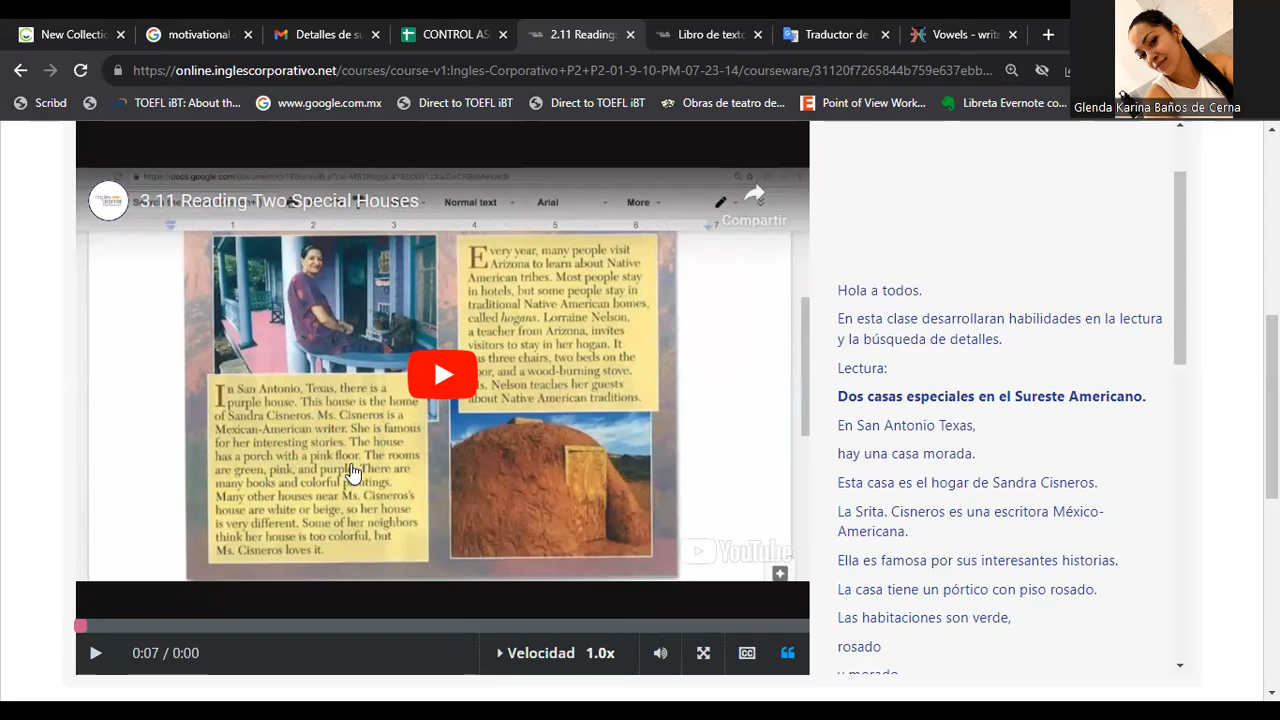 New Collectio
motivational
Detalles de su
CONTROL AS
2.11 Reading
Libro de texto
Traductor de
Vowels - write
https://online.inglescorporativo.net/courses/course-v1:Ingles-Corporativo+P2+P2-01-9-10-PM-07-23-14/courseware/31120f7265844b759e637ebb...
Scribd
TOEFL iBT: About th...
www.google.com.mx
Direct to TOEFL iBT
Direct to TOEFL iBT
Obras de teatro de...
Point of View Work...
Libreta Evernote co...
Glenda Karina Baños de Cerna
3.11 Reading Two Special Houses
Normal text
Arial
More
Compartir
1 2 3 4 5 6 7
In San Antonio, Texas, there is a
purple house. This house is the home
of Sandra Cisneros. Ms. Cisneros is a
Mexican-American writer. She is famous
for her interesting stories. The house
has a porch with a pink floor. The rooms
are green, pink, and purple. There are
many books and colorful paintings.
Many other houses near Ms. Cisneros's
house are white or beige, so her house
is very different. Some of her neighbors
think her house is too colorful, but
Ms. Cisneros loves it.
Every year, many people visit
Arizona to learn about Native
American tribes. Most people stay
in hotels, but some people stay in
traditional Native American homes,
called hogans. Lorraine Nelson,
a teacher from Arizona, invites
visitors to stay in her hogan. It
has three chairs, two beds on the
floor, and a wood-burning stove.
Ms. Nelson teaches her guests
about Native American traditions.
YouTube
0:07 / 0:00
Velocidad 1.0x
CC
Hola a todos.
En esta clase desarrollaran habilidades en la lectura
y la búsqueda de detalles.
Lectura:
Dos casas especiales en el Sureste Americano.
En San Antonio Texas,
hay una casa morada.
Esta casa es el hogar de Sandra Cisneros.
La Srita. Cisneros es una escritora México-
Americana.
Ella es famosa por sus interesantes historias.
La casa tiene un pórtico con piso rosado.
Las habitaciones son verde,
rosado
y morado